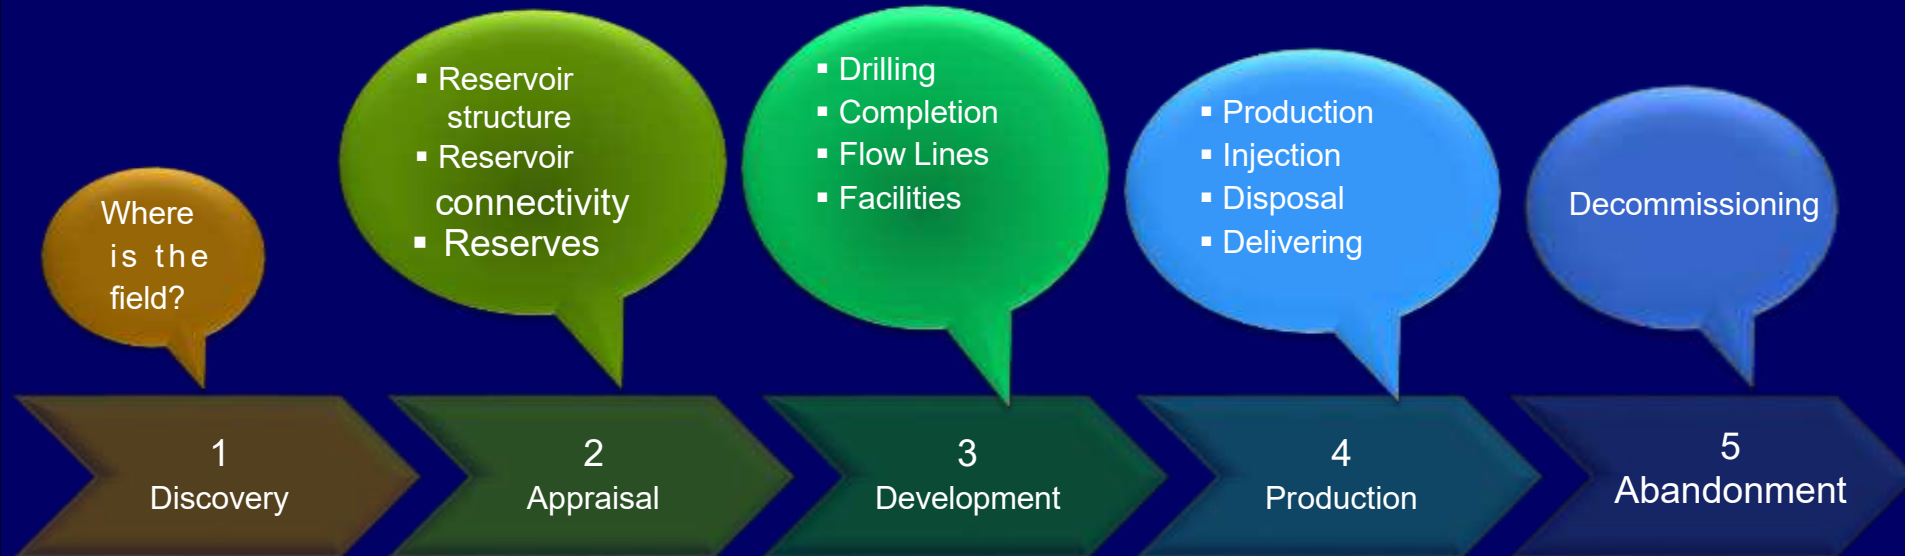 Where
is the
field?
▪ Reservoir
structure
▪ Reservoir
connectivity
▪ Reserves
▪ Drilling
▪ Completion
▪ Flow Lines
▪ Facilities
▪ Production
▪ Injection
▪ Disposal
▪ Delivering
Decommissioning
1
Discovery
2
Appraisal
3
Development
4
Production
5
Abandonment